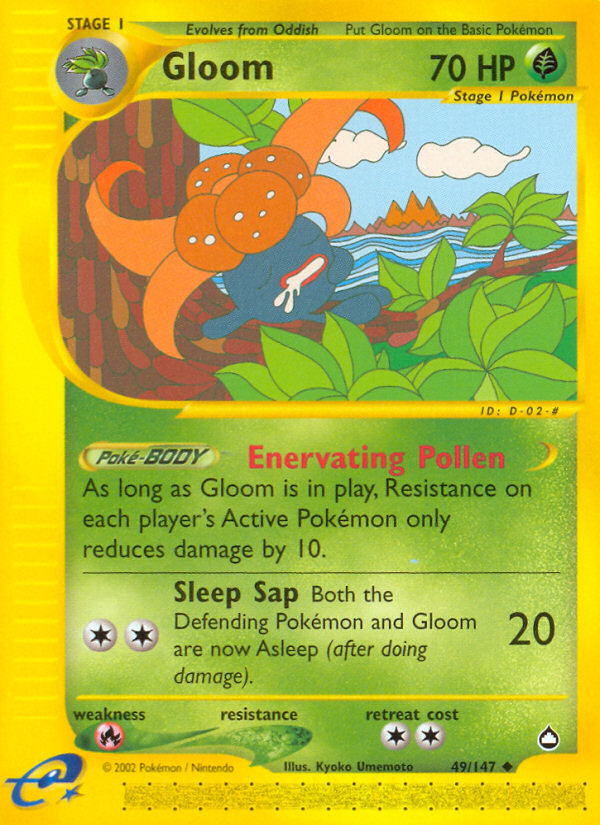 STAGE 1
Evolves from Oddish
Put Gloom on the Basic Pokémon
Gloom
70 HP
Stage 1 Pokémon
ID: D-02-#
Poké-BODY
Enervating Pollen
As long as Gloom is in play, Resistance on
each player's Active Pokémon only
reduces damage by 10.
Sleep Sap Both the
Defending Pokémon and Gloom
are now Asleep (after doing
damage).
20
weakness
resistance
retreat cost
© 2002 Pokémon / Nintendo
Illus. Kyoko Umemoto
49/147
e